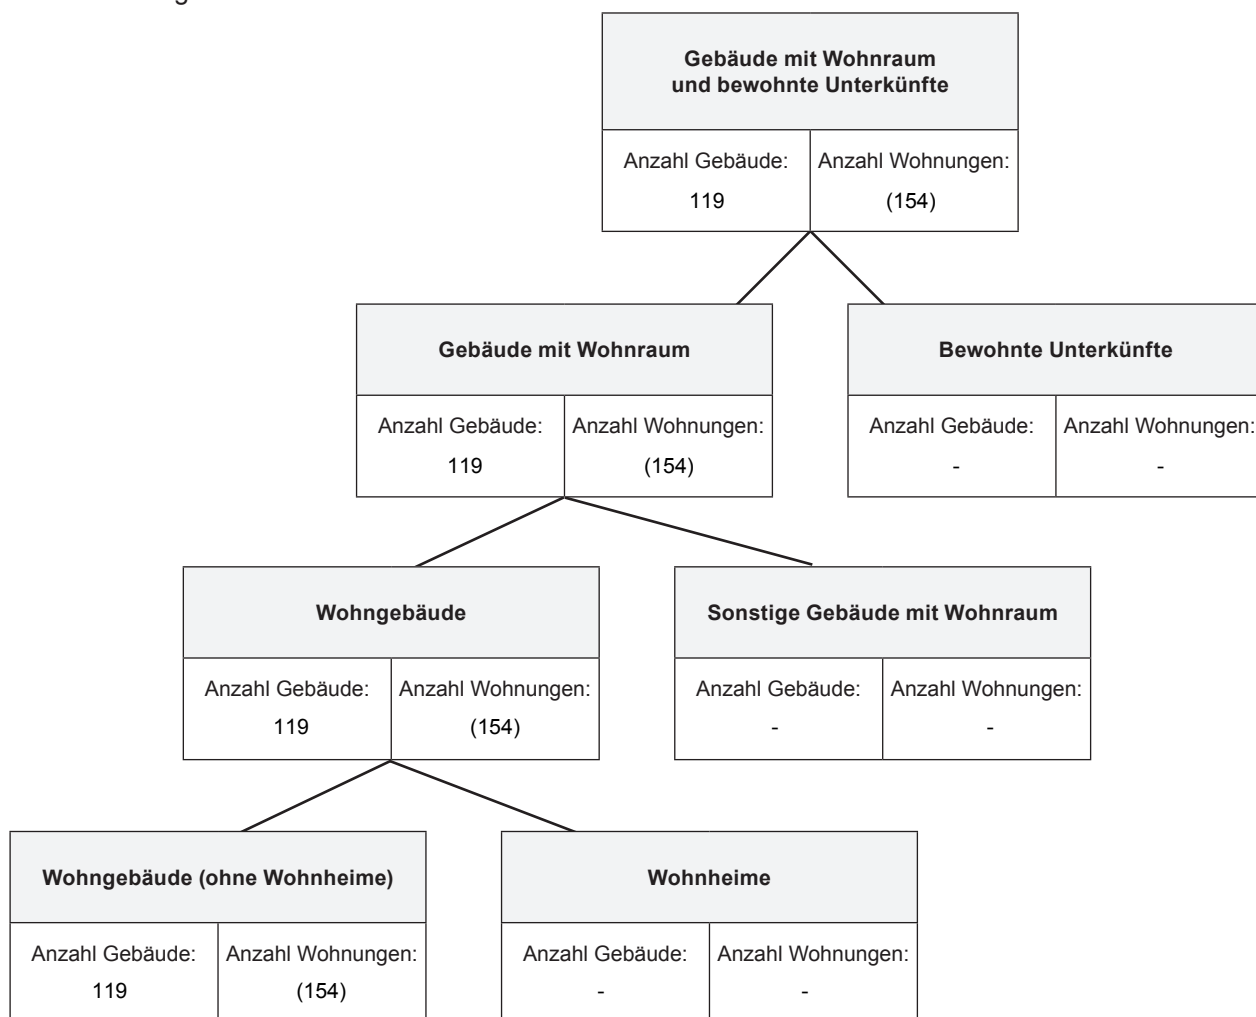 Gebäude mit Wohnraum
und bewohnte Unterkünfte
Anzahl Gebäude: Anzahl Wohnungen:
119 (154)
Gebäude mit Wohnraum
Anzahl Gebäude: Anzahl Wohnungen:
119 (154)
Bewohnte Unterkünfte
Anzahl Gebäude: Anzahl Wohnungen:
- -
Wohngebäude
Anzahl Gebäude: Anzahl Wohnungen:
119 (154)
Sonstige Gebäude mit Wohnraum
Anzahl Gebäude: Anzahl Wohnungen:
- -
Wohngebäude (ohne Wohnheime)
Anzahl Gebäude: Anzahl Wohnungen:
119 (154)
Wohnheime
Anzahl Gebäude: Anzahl Wohnungen:
- -